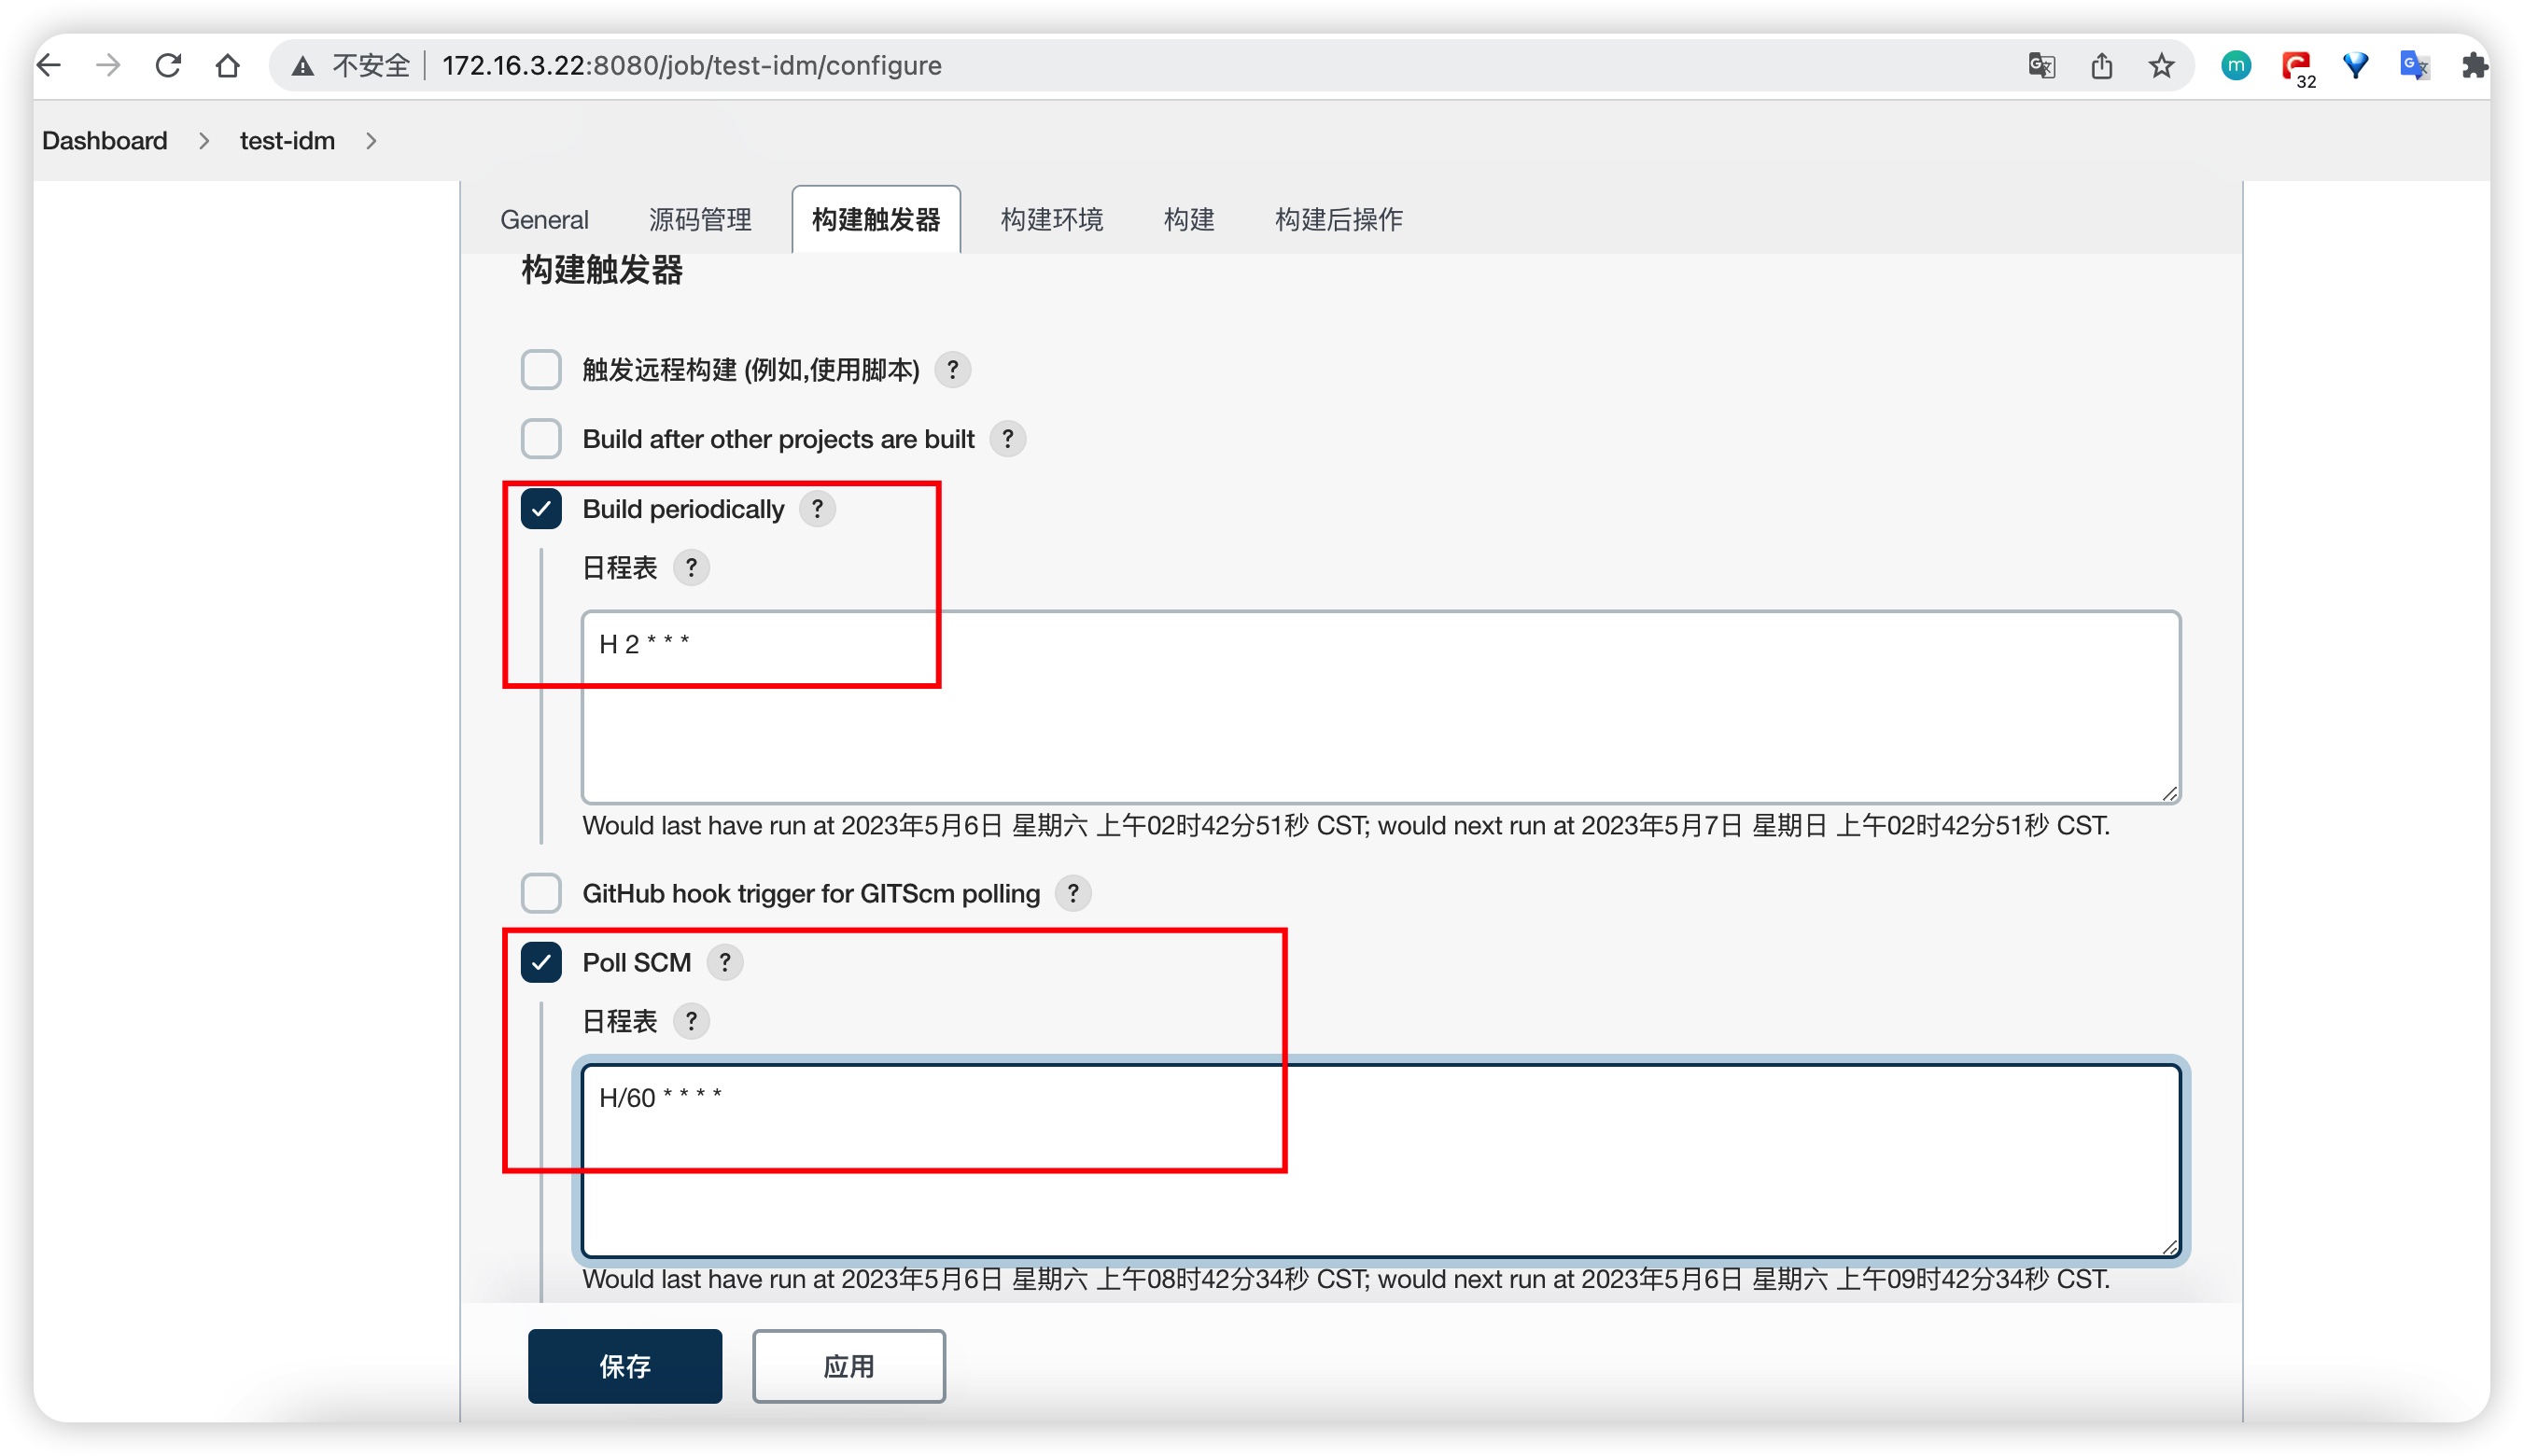 不安全 172.16.3.22:8080/job/test-idm/configure
m
32
Dashboard
test-idm
General 源码管理 构建触发器 构建环境 构建 构建后操作
构建触发器
触发远程构建 (例如,使用脚本) ?
Build after other projects are built ?
Build periodically ?
日程表 ?
H 2 * * *
Would last have run at 2023年5月6日 星期六 上午02时42分51秒 CST; would next run at 2023年5月7日 星期日 上午02时42分51秒 CST.
GitHub hook trigger for GITScm polling ?
Poll SCM ?
日程表 ?
H/60 * * * *
Would last have run at 2023年5月6日 星期六 上午08时42分34秒 CST; would next run at 2023年5月6日 星期六 上午09时42分34秒 CST.
保存 应用